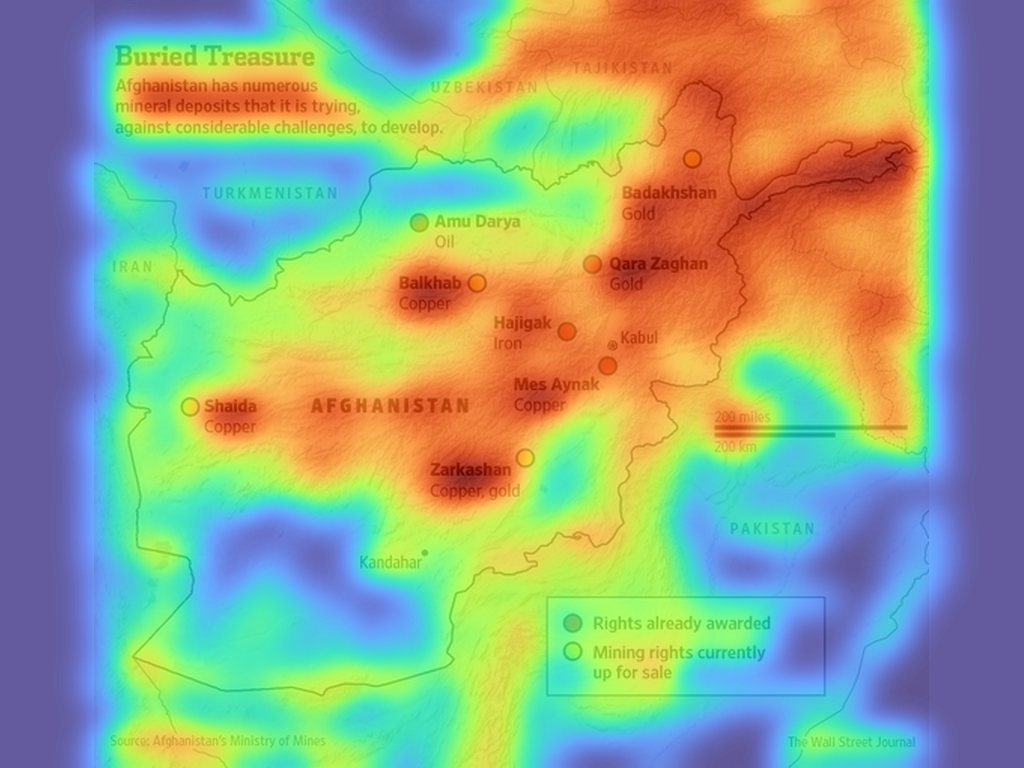 Buried Treasure
Afghanistan has numerous
mineral deposits that it is trying,
against considerable challenges, to develop.
UZBEKISTAN
TAJIKISTAN
TURKMENISTAN
IRAN
Badakhshan
Gold
Amu Darya
Oil
Qara Zaghan
Gold
Balkhab
Copper
Hajigak
Iron
Kabul
Mes Aynak
Copper
Shaida
Copper
AFGHANISTAN
200 miles
200 km
Zarkashan
Copper, gold
PAKISTAN
Kandahar
Rights already awarded
Mining rights currently
up for sale
Source: Afghanistan's Ministry of Mines
The Wall Street Journal